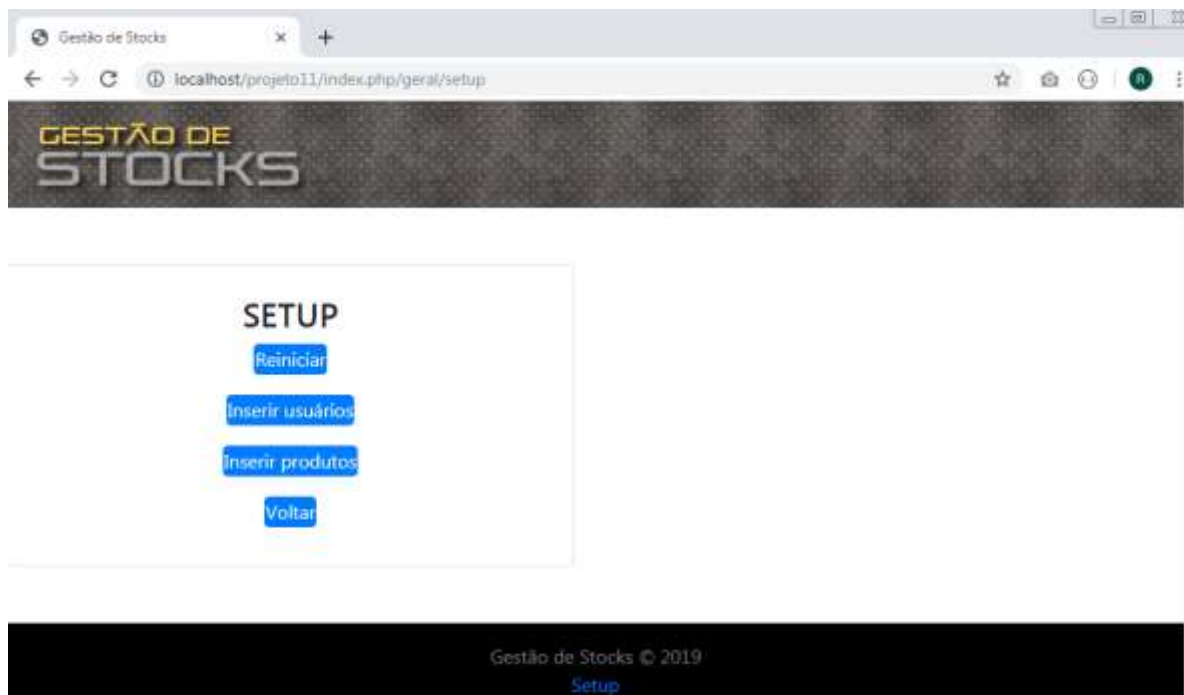 Gestão de Stocks
localhost/projeto11/index.php/geral/setup
R
GESTÃO DE
STOCKS
SETUP
Reiniciar
Inserir usuários
Inserir produtos
Voltar
Gestão de Stocks © 2019
Setup